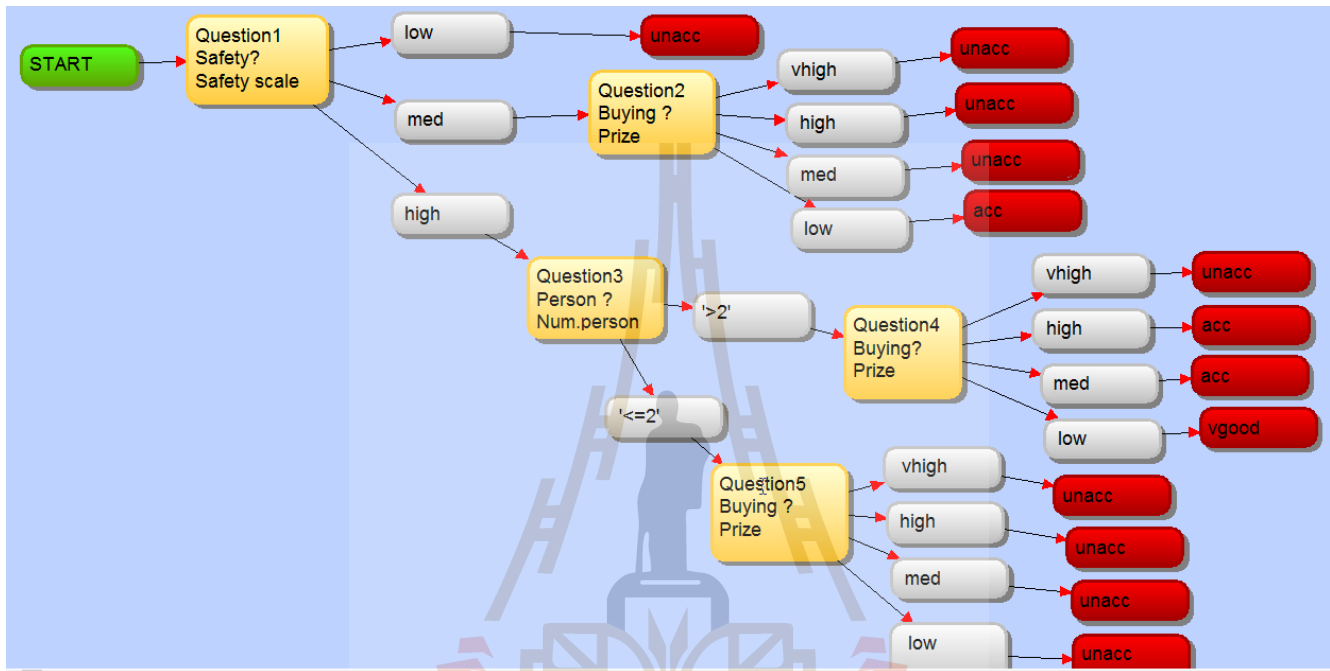 START
Question1
Safety?
Safety scale
low
unacc
med
Question2
Buying ?
Prize
vhigh
unacc
high
unacc
med
unacc
low
acc
high
Question3
Person ?
Num.person
'>2'
Question4
Buying?
Prize
vhigh
unacc
high
acc
med
acc
low
vgood
'<=2'
Question5
Buying ?
Prize
vhigh
unacc
high
unacc
med
unacc
low
unacc